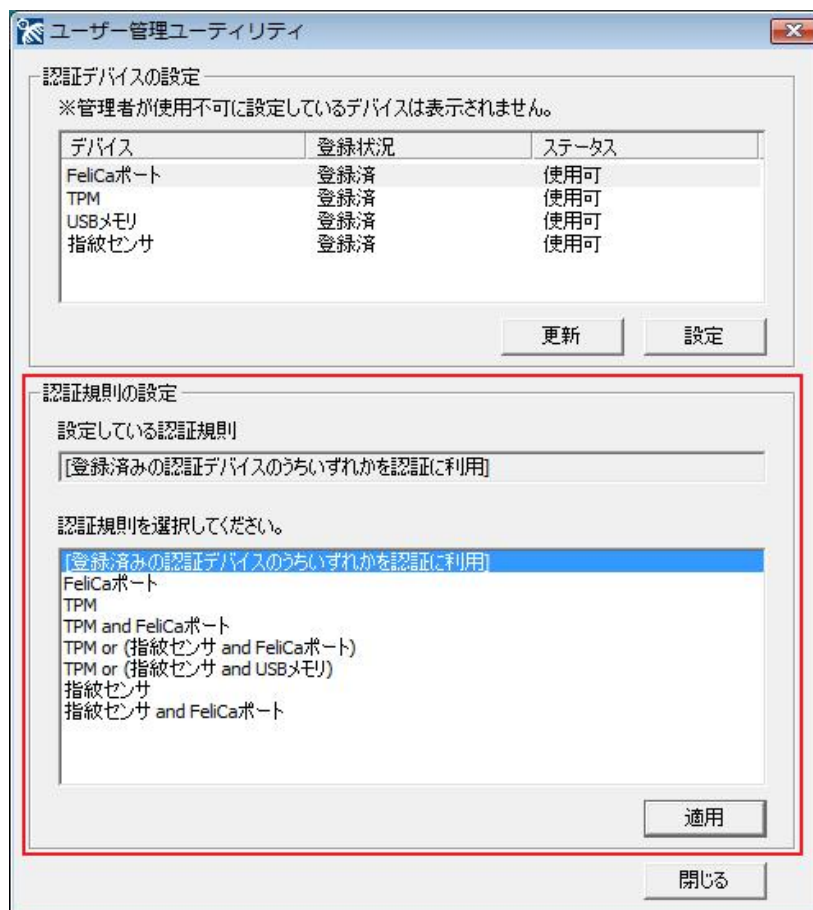 ユーザー管理ユーティリティ
認証デバイスの設定
※管理者が使用不可に設定しているデバイスは表示されません。
デバイス 登録状況 ステータス
FeliCaポート 登録済 使用可
TPM 登録済 使用可
USBメモリ 登録済 使用可
指紋センサ 登録済 使用可
更新 設定
認証規則の設定
設定している認証規則
[登録済みの認証デバイスのうちいずれかを認証に利用]
認証規則を選択してください。
[登録済みの認証デバイスのうちいずれかを認証に利用]
FeliCaポート
TPM
TPM and FeliCaポート
TPM or (指紋センサ and FeliCaポート)
TPM or (指紋センサ and USBメモリ)
指紋センサ
指紋センサ and FeliCaポート
適用
閉じる